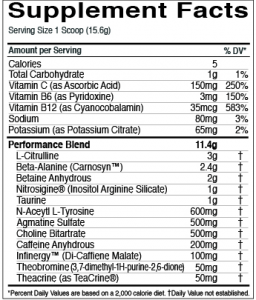 Supplement Facts
Serving Size 1 Scoop (15.6g)
Amount per Serving % DV*
Calories 5
Total Carbohydrate 1g 1%
Vitamin C (as Ascorbic Acid) 150mg 250%
Vitamin B6 (as Pyridoxine) 3mg 150%
Vitamin B12 (as Cyanocobalamin) 35mcg 583%
Sodium 80mg 3%
Potassium (as Potassium Citrate) 65mg 2%
Performance Blend 11.4g
L-Citrulline 3g †
Beta-Alanine (Carnosyn™) 2.4g †
Betaine Anhydrous 2g †
Nitrosigine® (Inositol Arginine Silicate) 1g †
Taurine 1g †
N-Aceytl L-Tyrosine 600mg †
Agmatine Sulfate 500mg †
Choline Bitartrate 500mg †
Caffeine Anyhdrous 200mg †
Infinergy™ (Di-Caffiene Malate) 100mg †
Theobromine (3,7-dimethyl-1H-purine-2,6-dione) 50mg †
Theacrine (as TeaCrine®) 50mg †
*Percent Daily Values are based on a 2,000 calorie diet. †Daily Value not established.